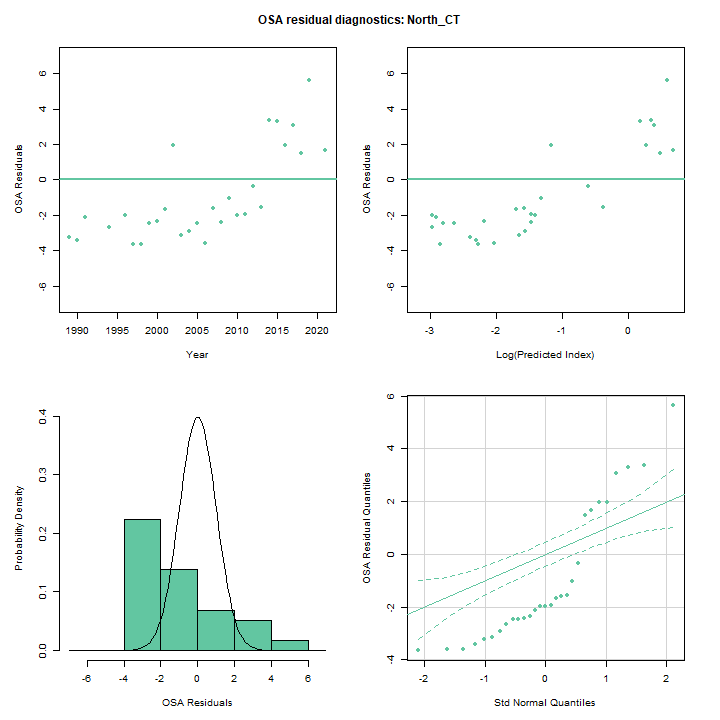 OSA residual diagnostics: North_CT
OSA Residuals
6
4
2
0
-2
-4
-6
1990 1995 2000 2005 2010 2015 2020
Year
OSA Residuals
6
4
2
0
-2
-4
-6
-3 -2 -1 0
Log(Predicted Index)
Probability Density
0.4
0.3
0.2
0.1
0.0
-6 -4 -2 0 2 4 6
OSA Residuals
OSA Residual Quantiles
6
4
2
0
-2
-4
-2 -1 0 1 2
Std Normal Quantiles